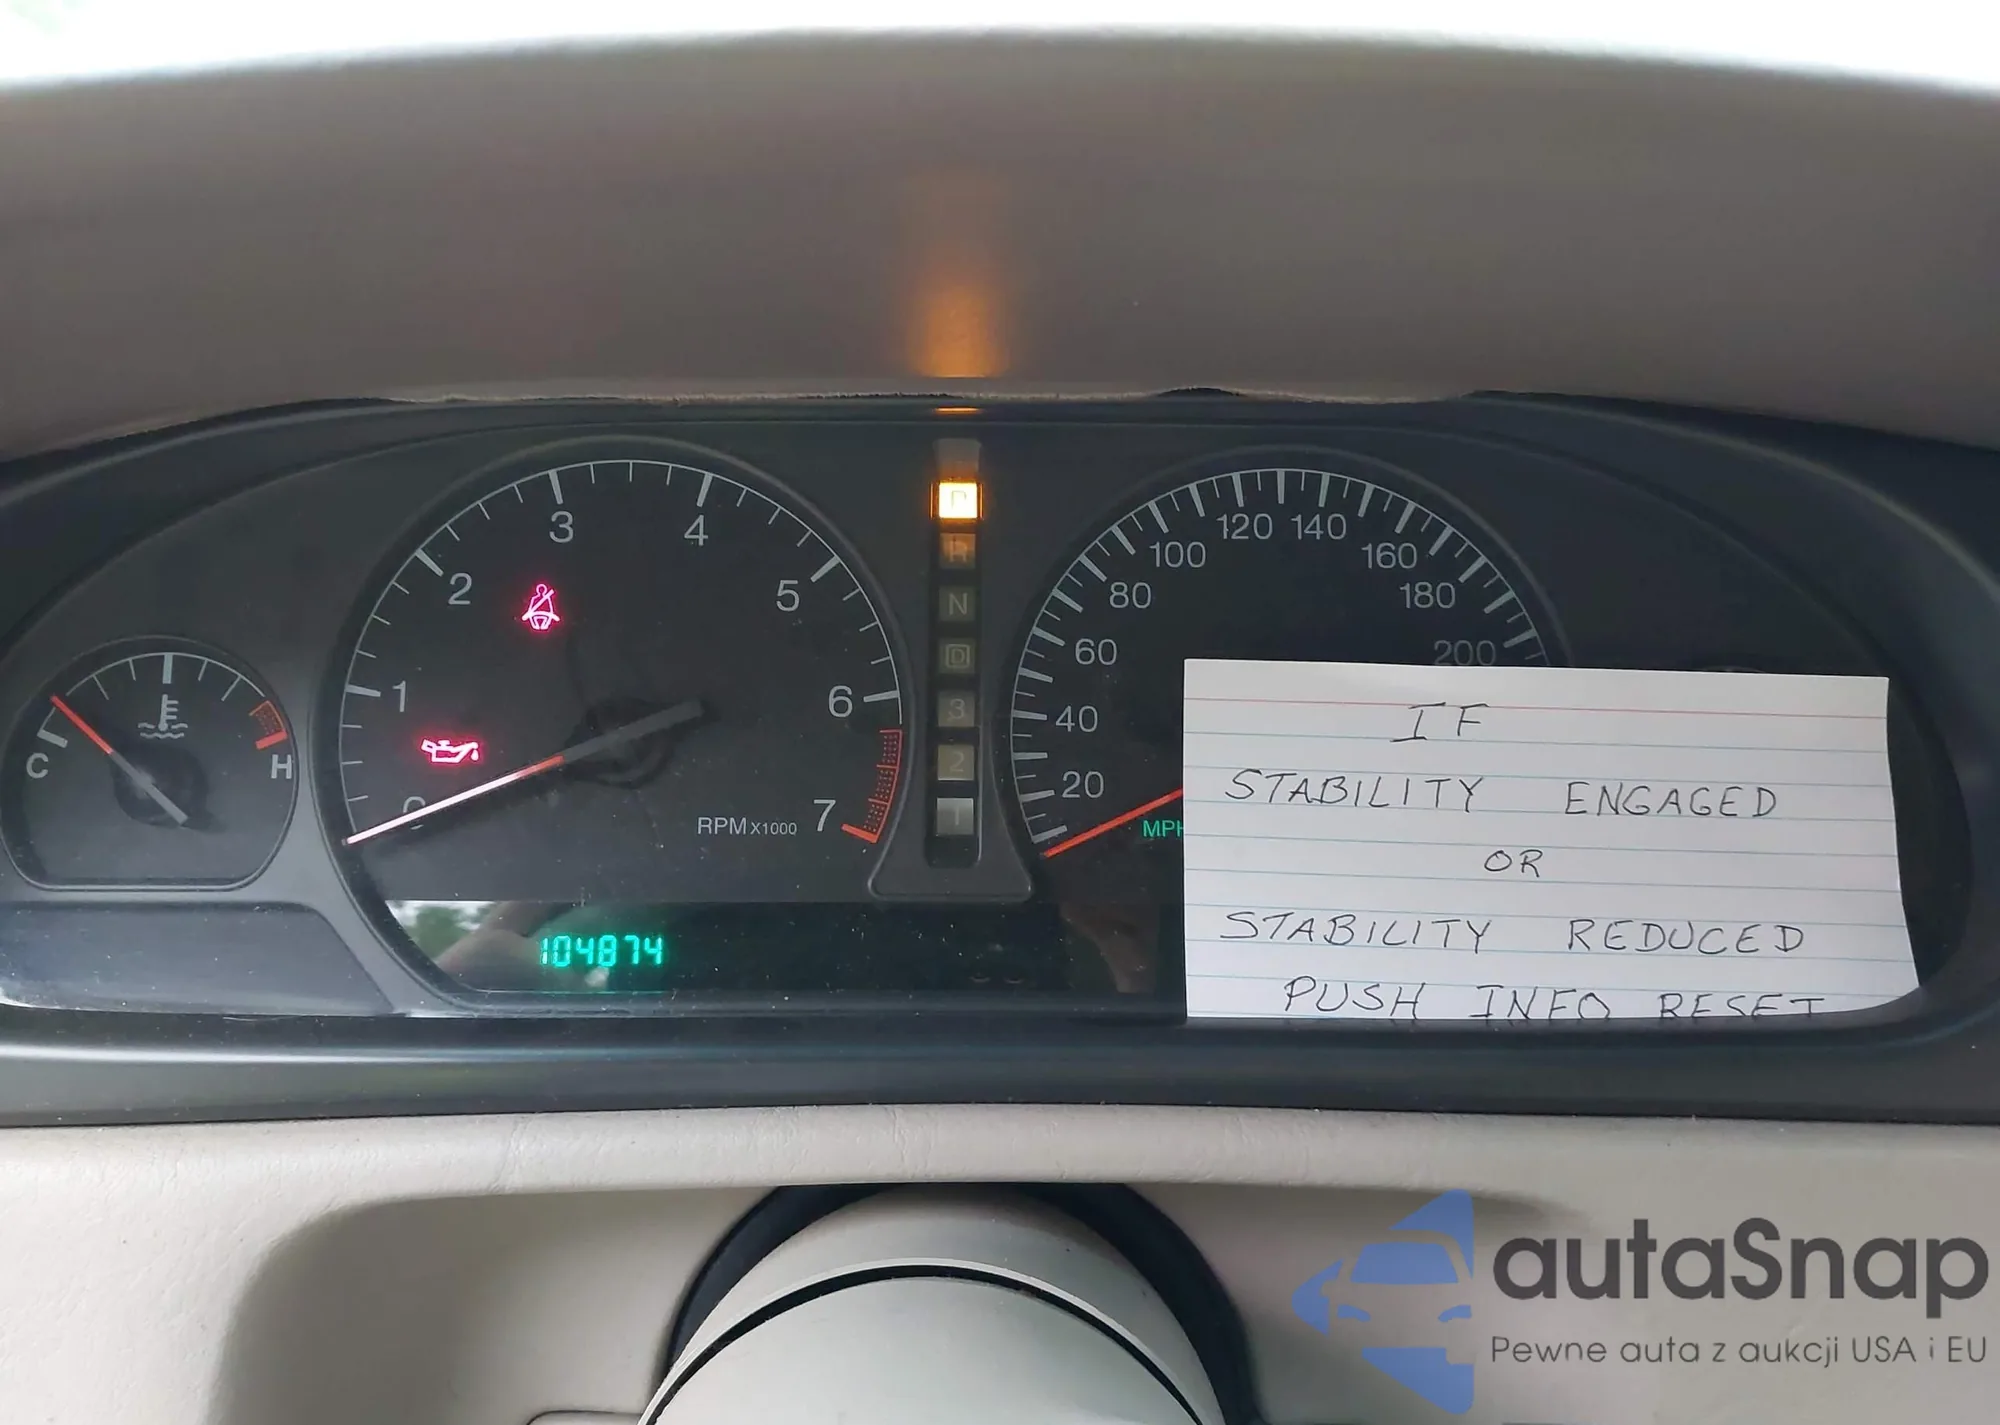 3
4
2
5
1
6
0
7
RPM X1000
C
H
P
R
N
D
3
2
1
120
140
100
160
80
180
60
200
40
20
MPH
104874
IF
STABILITY ENGAGED
OR
STABILITY REDUCED
PUSH INFO RESET
autaSnap
Pewne auta z aukcji USA i EU